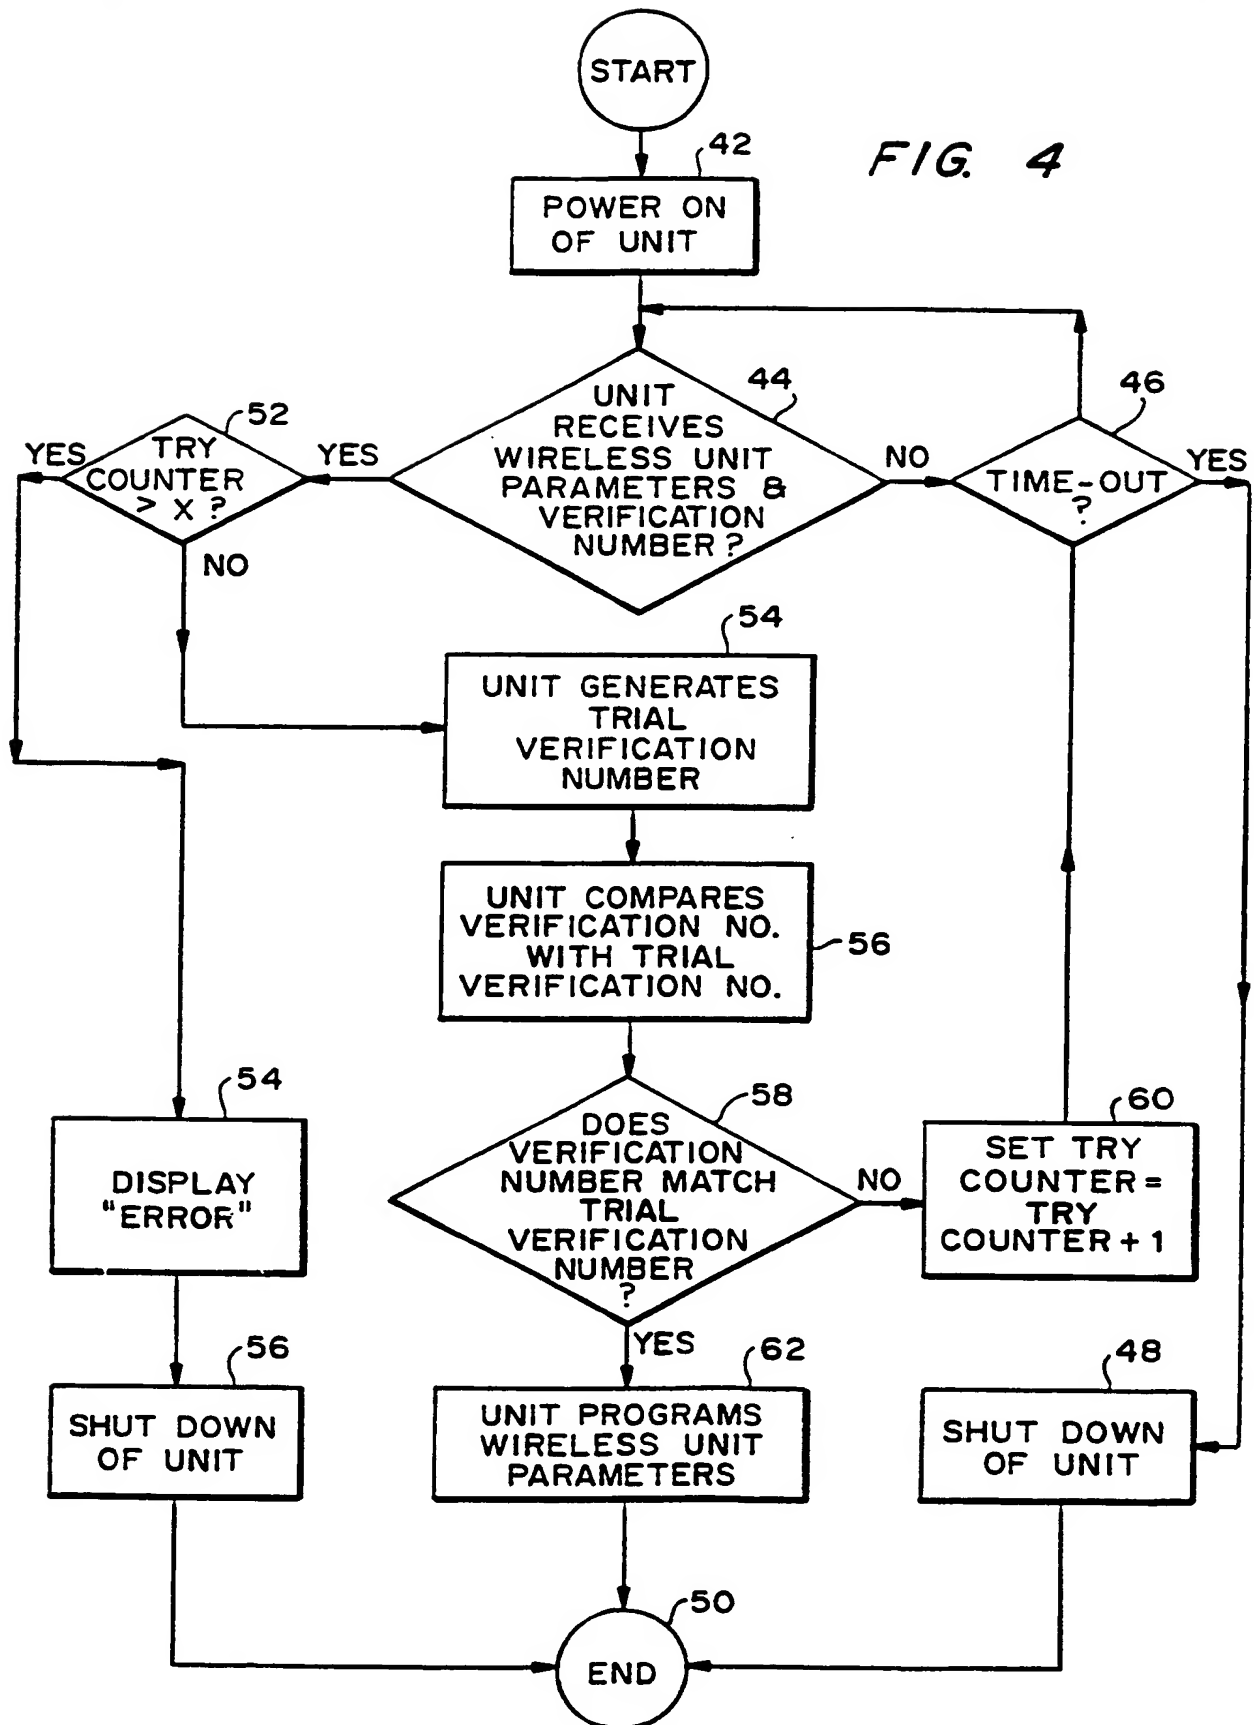 START
FIG. 4
42
POWER ON
OF UNIT
44
UNIT
RECEIVES
WIRELESS UNIT
PARAMETERS &
VERIFICATION
NUMBER?
NO
46
TIME-OUT
?
YES
YES
52
TRY
COUNTER
> X ?
YES
NO
54
UNIT GENERATES
TRIAL
VERIFICATION
NUMBER
UNIT COMPARES
VERIFICATION NO.
WITH TRIAL
VERIFICATION NO.
56
54
DISPLAY
"ERROR"
58
DOES
VERIFICATION
NUMBER MATCH
TRIAL
VERIFICATION
NUMBER
?
NO
60
SET TRY
COUNTER =
TRY
COUNTER + 1
YES
56
SHUT DOWN
OF UNIT
62
UNIT PROGRAMS
WIRELESS UNIT
PARAMETERS
48
SHUT DOWN
OF UNIT
50
END